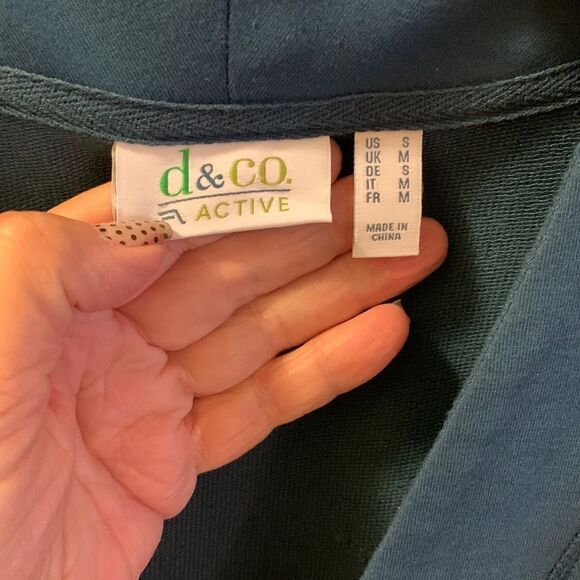 d&co.
ACTIVE
US S
UK M
DE S
IT M
FR M
MADE IN
CHINA